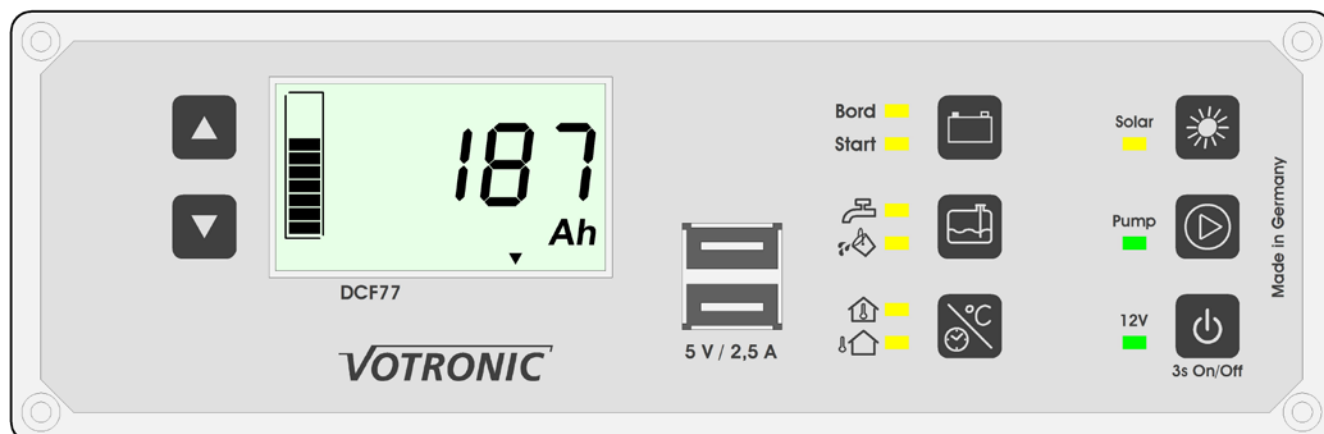 187
Ah
DCF77
VOTRONIC
5 V / 2,5 A
Bord
Start
°C
Solar
Pump
12V
3s On/Off
Made in Germany